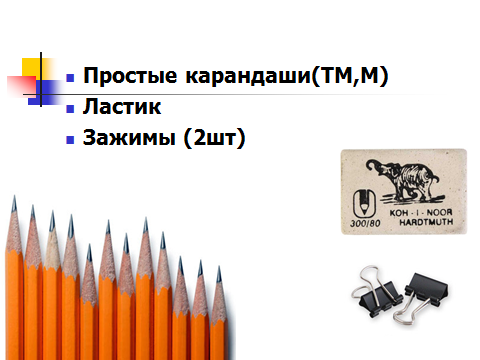 Простые карандаши(ТМ,М)
Ластик
Зажимы (2шт)
KOH-I-NOOR
HARDTMUTH
300/80